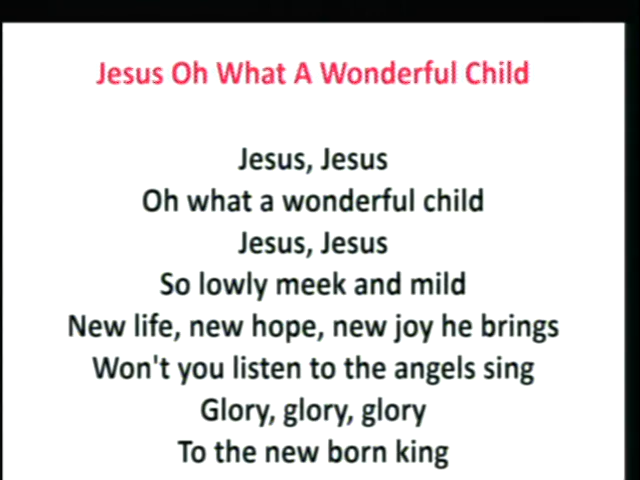 Jesus Oh What A Wonderful Child
Jesus, Jesus
Oh what a wonderful child
Jesus, Jesus
So lowly meek and mild
New life, new hope, new joy he brings
Won't you listen to the angels sing
Glory, glory, glory
To the new born king